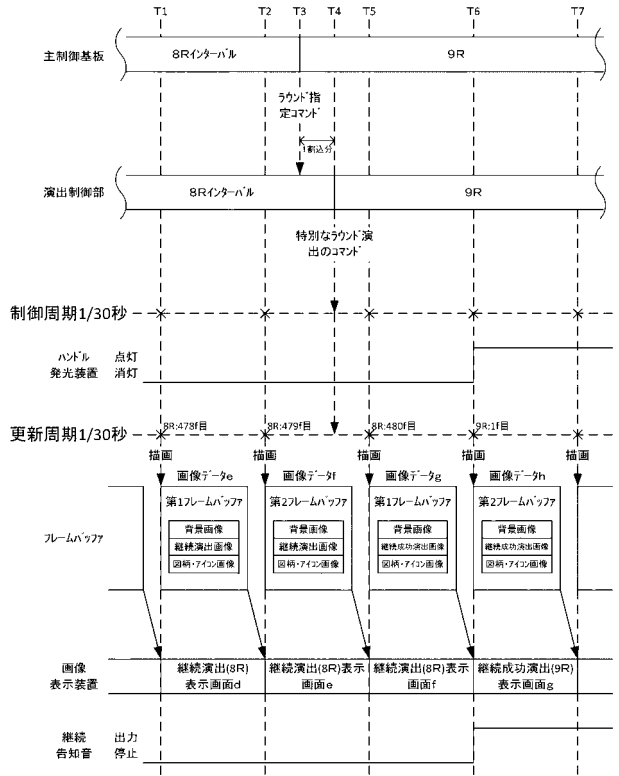 T1 T2 T3 T4 T5 T6 T7
主制御基板
8Rインターバル
9R
ラウンド指
定コマンド
1割込分
演出制御部
8Rインターバル
9R
特別なラウンド演
出のコマンド
制御周期1/30秒
ハンドル 点灯
発光装置 消灯
更新周期1/30秒
8R:478f目 8R:479f目 8R:480f目 9R:1f目
描画 描画 描画 描画 描画
画像データe 画像データf 画像データg 画像データh
第1フレームバッファ 第2フレームバッファ 第1フレームバッファ 第2フレームバッファ
フレームバッファ
背景画像 背景画像 背景画像 背景画像
継続演出画像 継続演出画像 継続成功演出画像 継続成功演出画像
図柄・アイコン画像 図柄・アイコン画像 図柄・アイコン画像 図柄・アイコン画像
画像
表示装置
継続演出(8R) 継続演出(8R)表示 継続演出(8R)表示 継続成功演出(9R)
表示画面d 画面e 画面f 表示画面g
継続 出力
告知音 停止